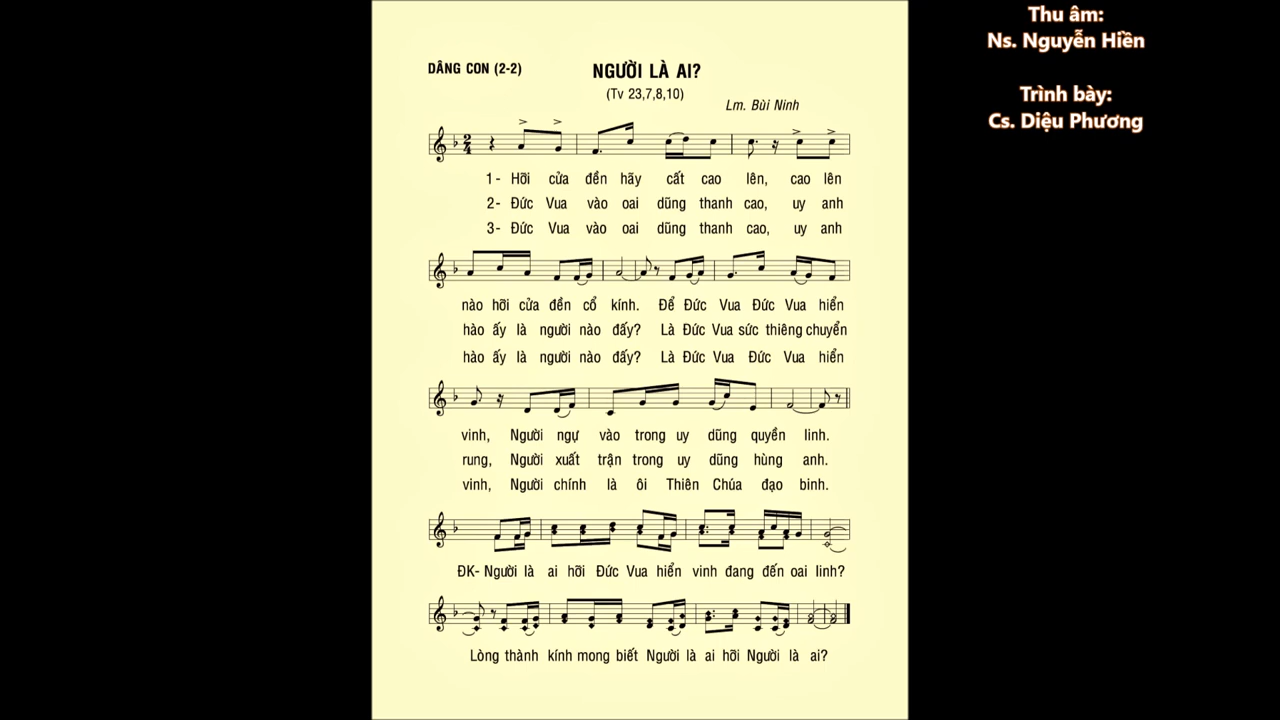 Thu âm:
Ns. Nguyễn Hiền
Trình bày:
Cs. Diệu Phương
DÂNG CON (2-2)
NGƯỜI LÀ AI?
(Tv 23,7,8,10)
Lm. Bùi Ninh
2
4
1- Hỡi cửa đền hãy cất cao lên, cao lên
2- Đức Vua vào oai dũng thanh cao, uy anh
3- Đức Vua vào oai dũng thanh cao, uy anh
nào hỡi cửa đền cổ kính. Để Đức Vua Đức Vua hiển
hào ấy là người nào đấy? Là Đức Vua sức thiêng chuyển
hào ấy là người nào đấy? Là Đức Vua Đức Vua hiển
vinh, Người ngự vào trong uy dũng quyền linh.
rung, Người xuất trận trong uy dũng hùng anh.
vinh, Người chính là ôi Thiên Chúa đạo binh.
ĐK- Người là ai hỡi Đức Vua hiển vinh đang đến oai linh?
Lòng thành kính mong biết Người là ai hỡi Người là ai?